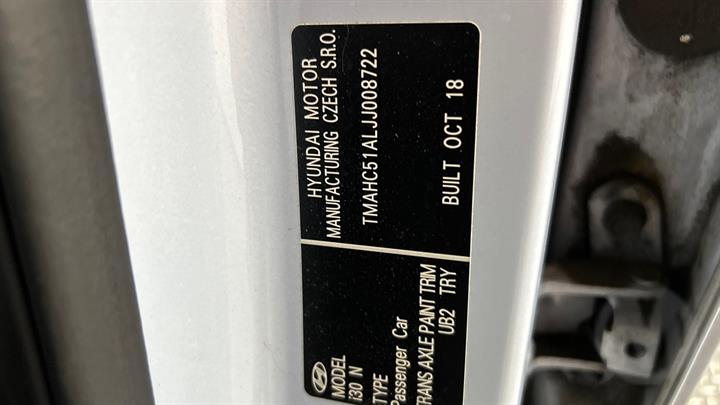 HYUNDAI MOTOR
MANUFACTURING CZECH S.R.O.
TMAHC51ALJJ008722
BUILT OCT 18
MODEL
i30 N
TYPE
Passenger Car
TRANS AXLE PAINT TRIM
UB2 TRY